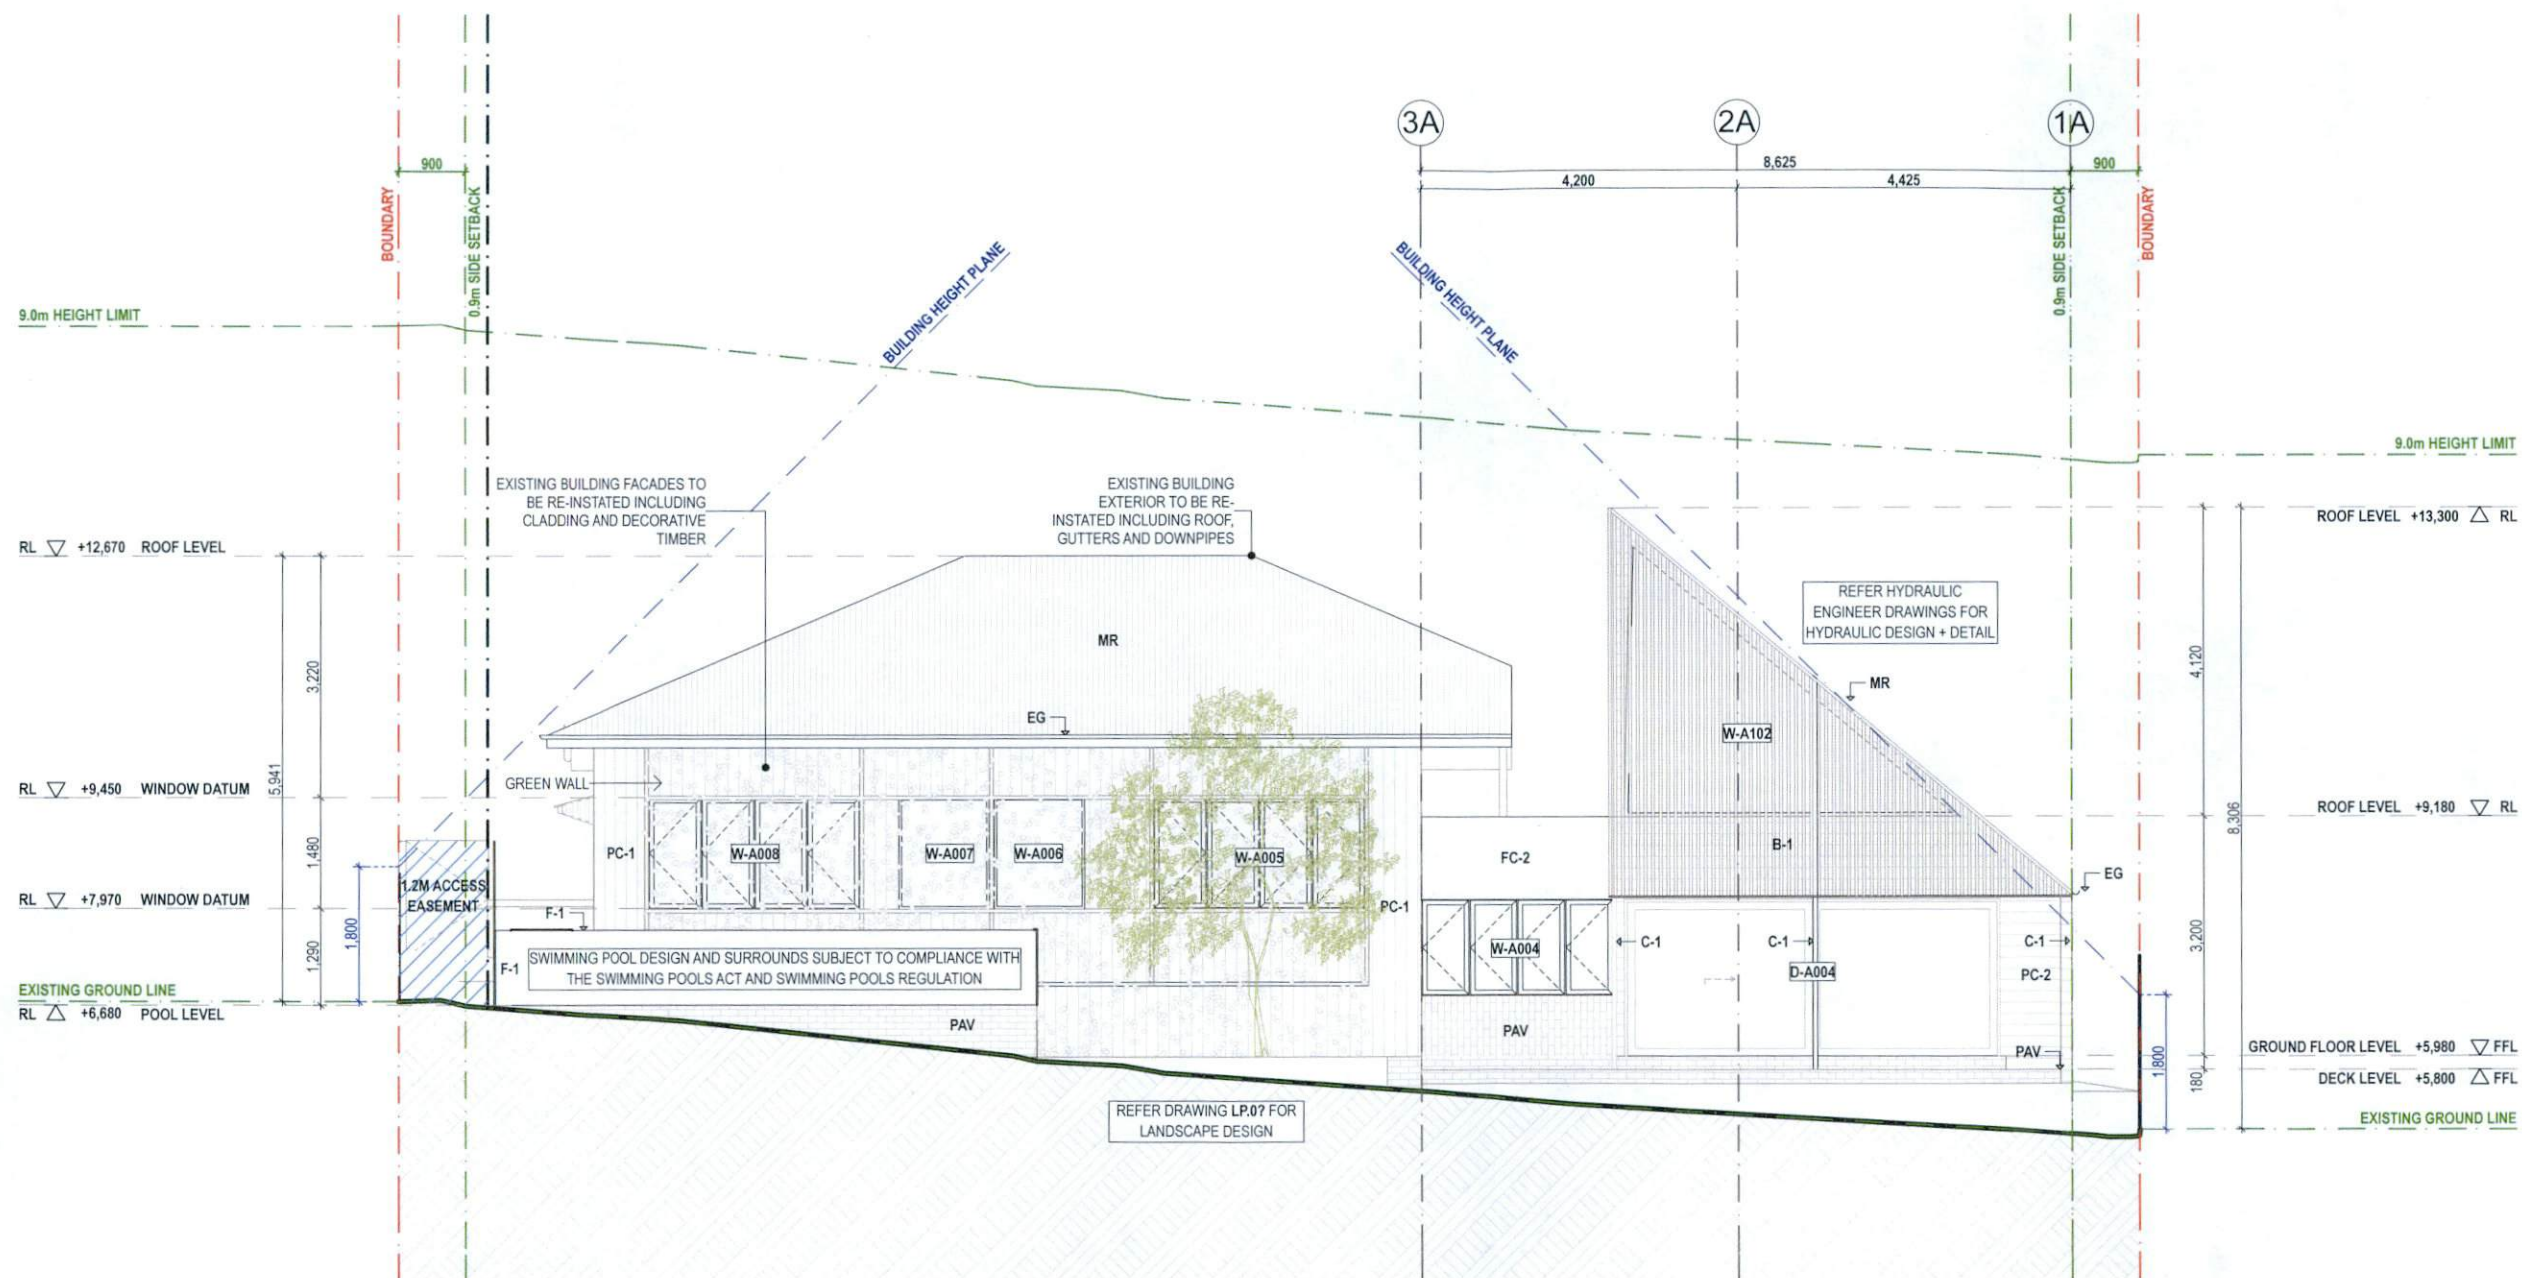 3A
2A
1A
900
8,625
900
4,200
4,425
BOUNDARY
0.9m SIDE SETBACK
0.9m SIDE SETBACK
BOUNDARY
BUILDING HEIGHT PLANE
BUILDING HEIGHT PLANE
9.0m HEIGHT LIMIT
9.0m HEIGHT LIMIT
EXISTING BUILDING FACADES TO
BE RE-INSTATED INCLUDING
CLADDING AND DECORATIVE
TIMBER
EXISTING BUILDING
EXTERIOR TO BE RE-
INSTATED INCLUDING ROOF,
GUTTERS AND DOWNPIPES
ROOF LEVEL +13,300 RL
RL +12,670 ROOF LEVEL
REFER HYDRAULIC
ENGINEER DRAWINGS FOR
HYDRAULIC DESIGN + DETAIL
MR
MR
3,220
4,120
EG
W-A102
5,941
GREEN WALL
RL +9,450 WINDOW DATUM
ROOF LEVEL +9,180 RL
8,306
1,480
PC-1
W-A008
W-A007
W-A006
W-A005
FC-2
B-1
EG
1.2M ACCESS
EASEMENT
RL +7,970 WINDOW DATUM
F-1
PC-1
1,800
1,290
3,200
W-A004
C-1
C-1
C-1
F-1
SWIMMING POOL DESIGN AND SURROUNDS SUBJECT TO COMPLIANCE WITH
THE SWIMMING POOLS ACT AND SWIMMING POOLS REGULATION
D-A004
PC-2
EXISTING GROUND LINE
RL +6,680 POOL LEVEL
PAV
PAV
PAV
GROUND FLOOR LEVEL +5,980 FFL
1,800
180
DECK LEVEL +5,800 FFL
REFER DRAWING LP.07 FOR
LANDSCAPE DESIGN
EXISTING GROUND LINE